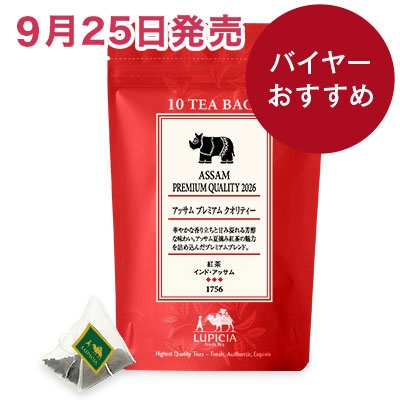 9月25日発売
バイヤー
おすすめ
10 TEA BAG
ASSAM
PREMIUM QUALITY 2026
アッサム プレミアム クオリティー
華やかな香り立ちと甘み溢れる芳醇
な味わい。アッサム夏摘み紅茶の魅力
を詰め込んだプレミアムブレンド。
紅茶
インド・アッサム
1756
LUPICIA
Fresh Tea
Highest Quality Teas – Fresh, Authentic, Exquisite